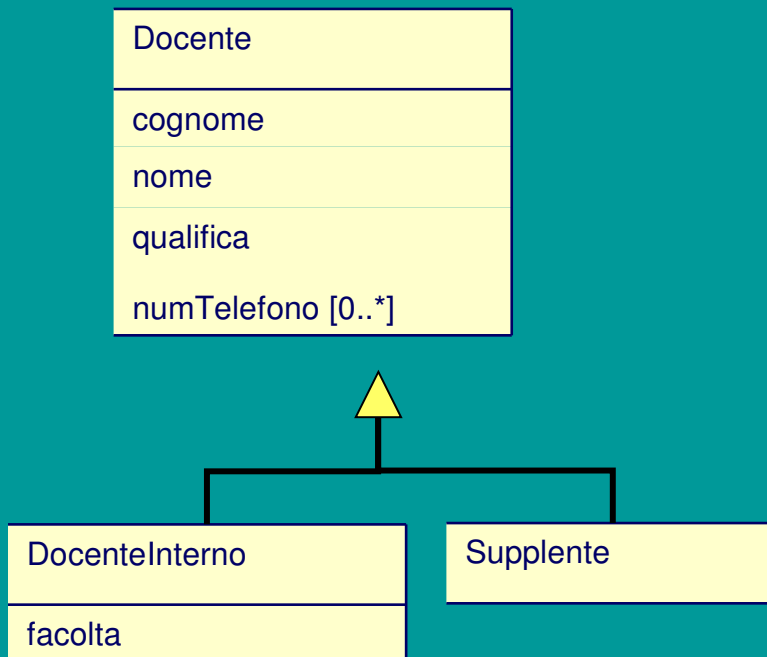 Docente
cognome
nome
qualifica
numTelefono [0..*]
DocenteInterno
Supplente
facolta